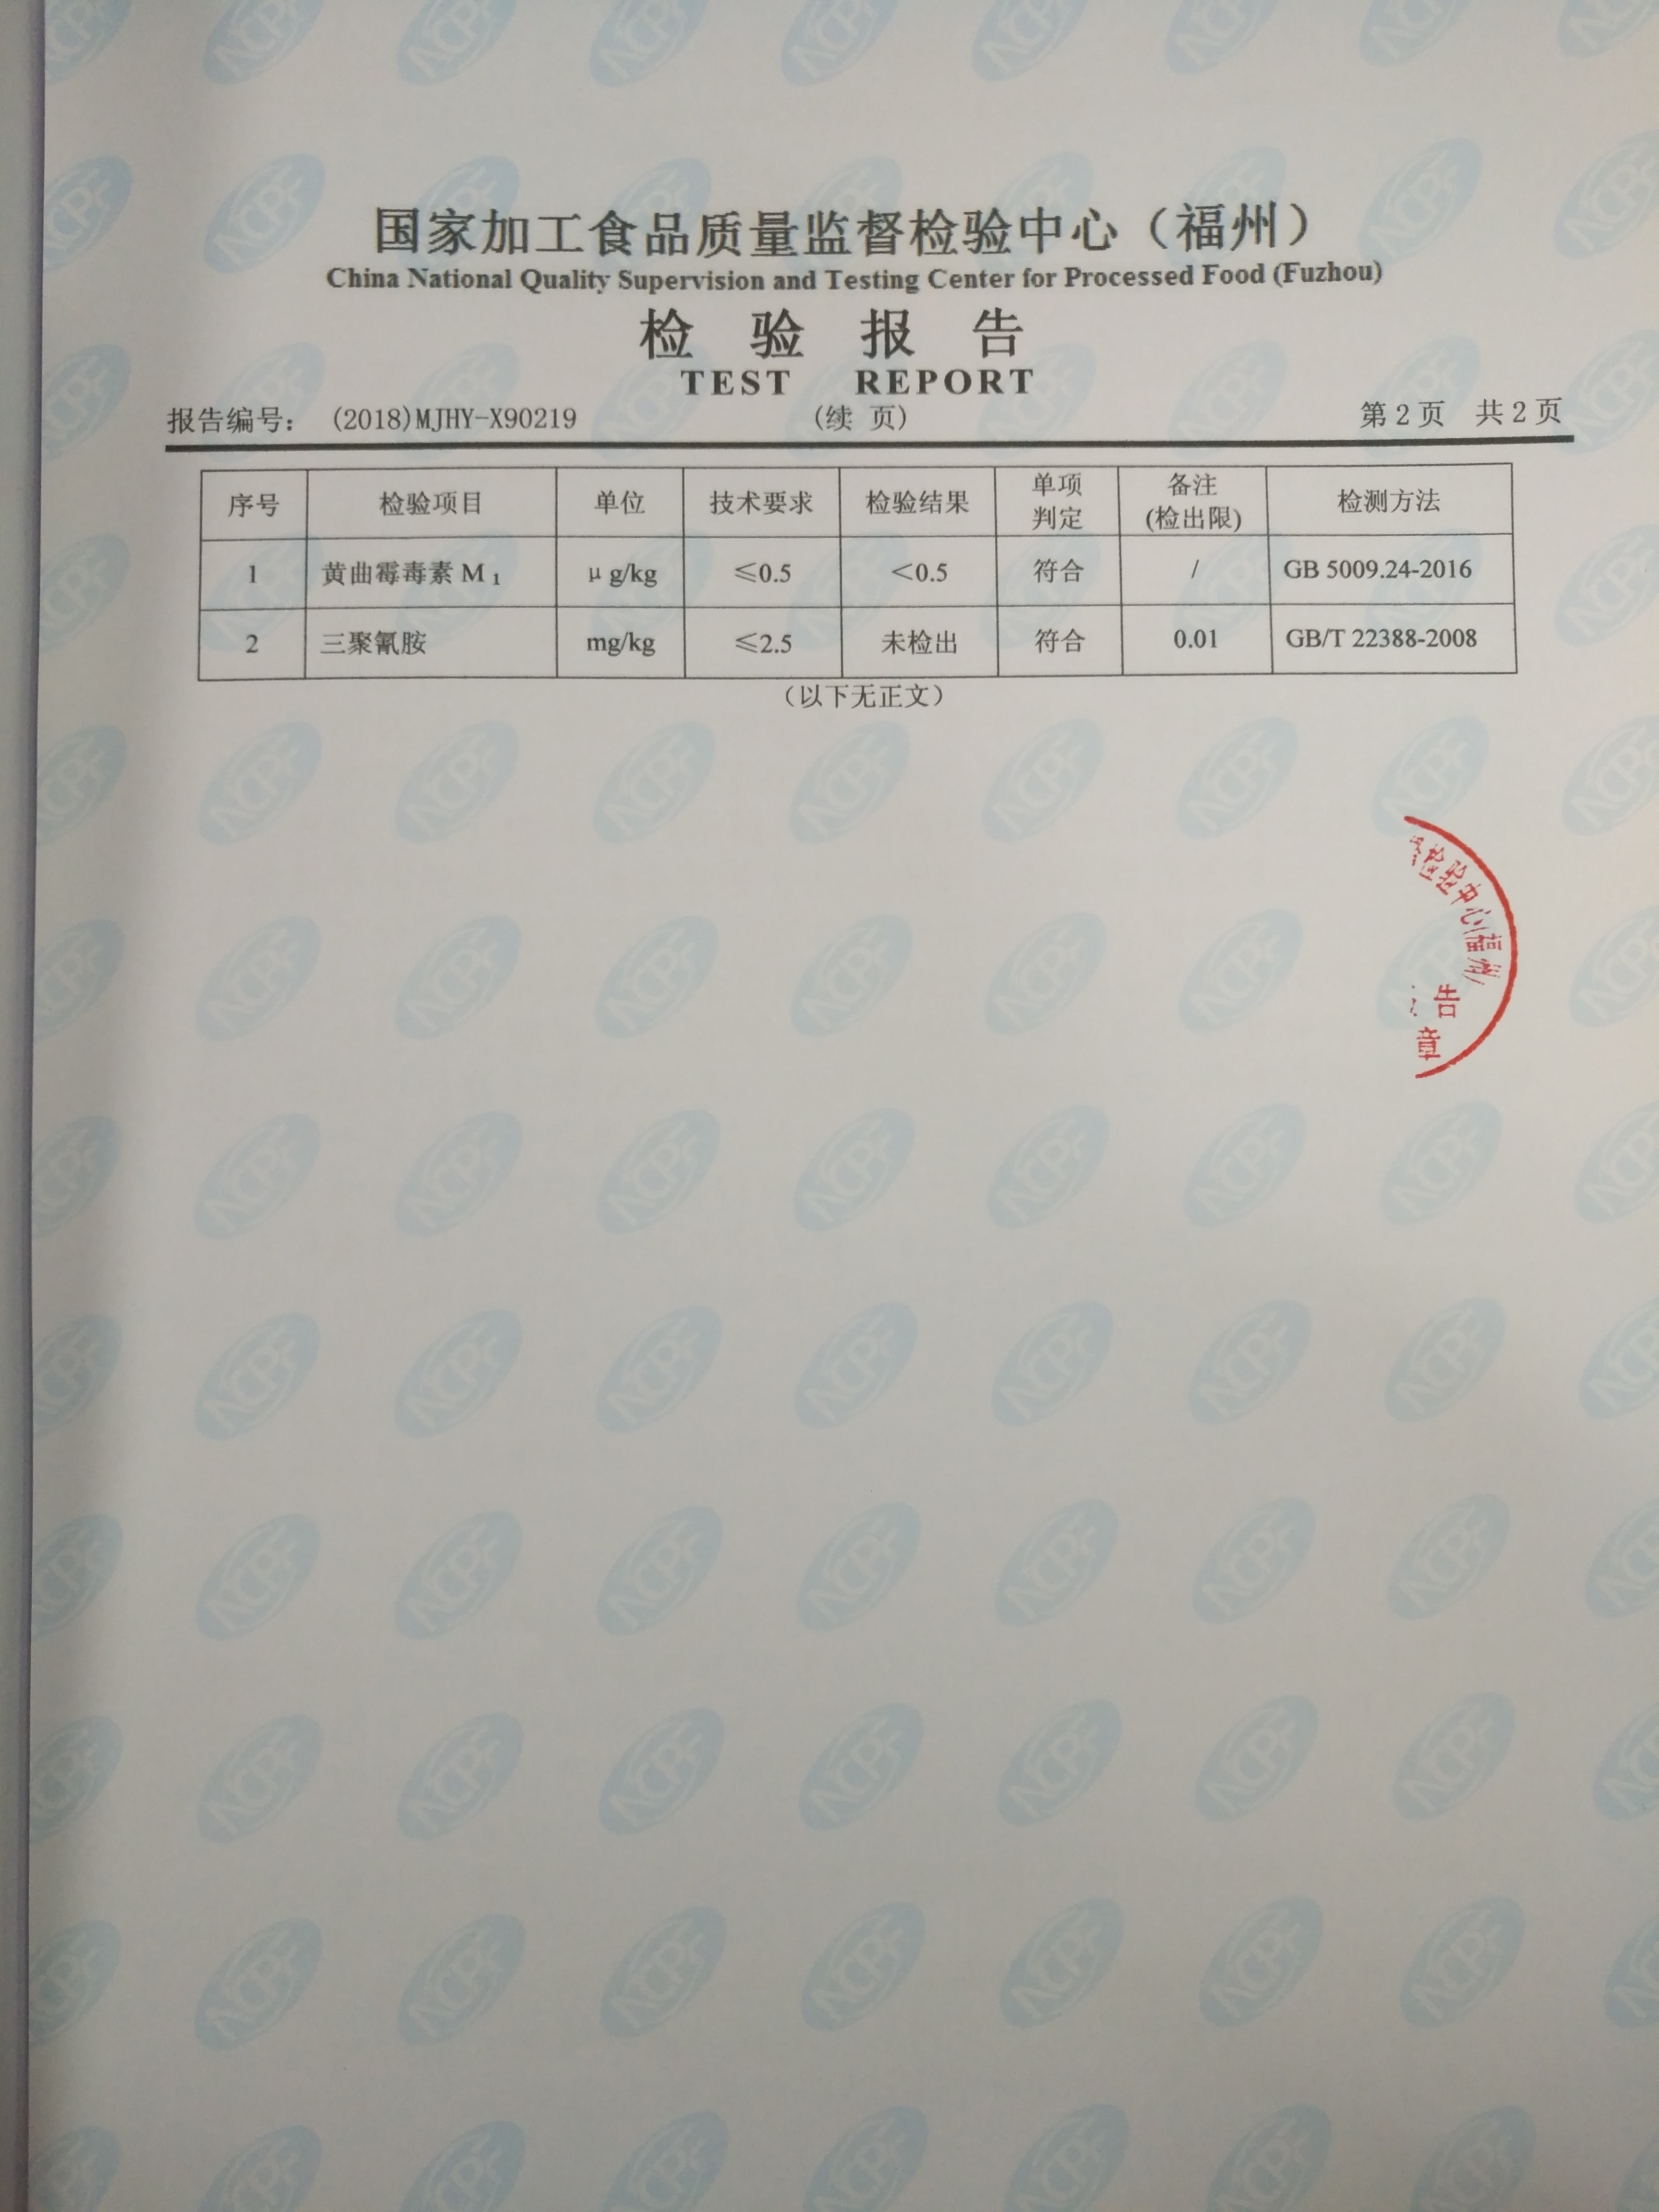 国家加工食品质量监督检验中心（福州）
China National Quality Supervision and Testing Center for Processed Food (Fuzhou)
检 验 报 告
TEST REPORT
报告编号： (2018)MJHY-X90219 (续 页) 第 2 页 共 2 页
序号 检验项目 单位 技术要求 检验结果 单项判定 备注(检出限) 检测方法
1 黄曲霉毒素 M₁ μg/kg ≤0.5 <0.5 符合 / GB 5009.24-2016
2 三聚氰胺 mg/kg ≤2.5 未检出 符合 0.01 GB/T 22388-2008
（以下无正文）
检验中心(福州)
告
章